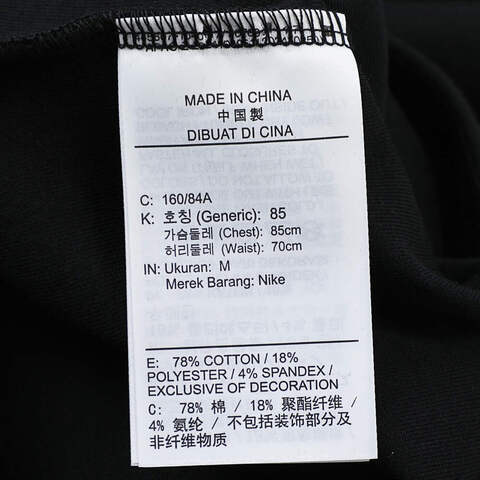 MADE IN CHINA
中国製
DIBUAT DI CINA
C: 160/84A
K: 호칭 (Generic): 85
가슴둘레 (Chest): 85cm
허리둘레 (Waist): 70cm
IN: Ukuran: M
Merek Barang: Nike
E: 78% COTTON / 18%
POLYESTER / 4% SPANDEX /
EXCLUSIVE OF DECORATION
C: 78% 棉 / 18% 聚酯纤维 /
4% 氨纶 / 不包括装饰部分及
非纤维物质